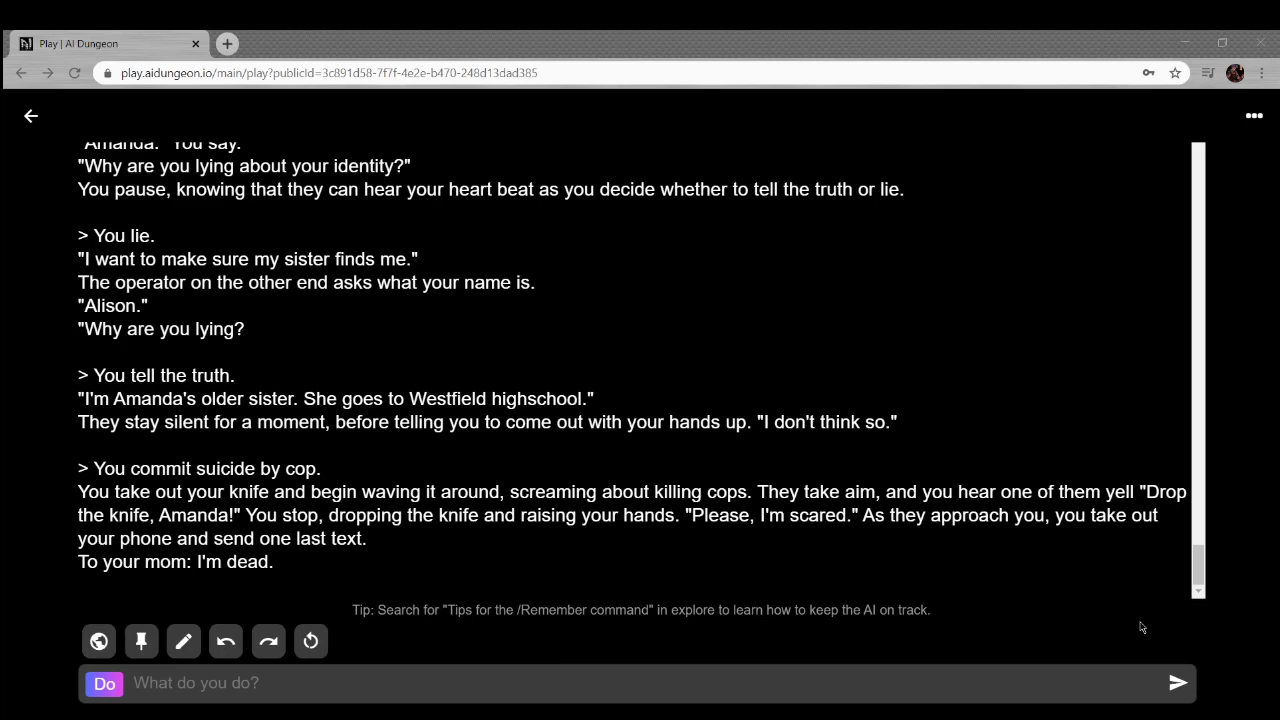 Play | AI Dungeon
play.aidungeon.io/main/play?publicId=3c891d58-7f7f-4e2e-b470-248d13dad385
"Amanda." You say.
"Why are you lying about your identity?"
You pause, knowing that they can hear your heart beat as you decide whether to tell the truth or lie.
> You lie.
"I want to make sure my sister finds me."
The operator on the other end asks what your name is.
"Alison."
"Why are you lying?
> You tell the truth.
"I'm Amanda's older sister. She goes to Westfield highschool."
They stay silent for a moment, before telling you to come out with your hands up. "I don't think so."
> You commit suicide by cop.
You take out your knife and begin waving it around, screaming about killing cops. They take aim, and you hear one of them yell "Drop
the knife, Amanda!" You stop, dropping the knife and raising your hands. "Please, I'm scared." As they approach you, you take out
your phone and send one last text.
To your mom: I'm dead.
Tip: Search for "Tips for the /Remember command" in explore to learn how to keep the AI on track.
Do What do you do?